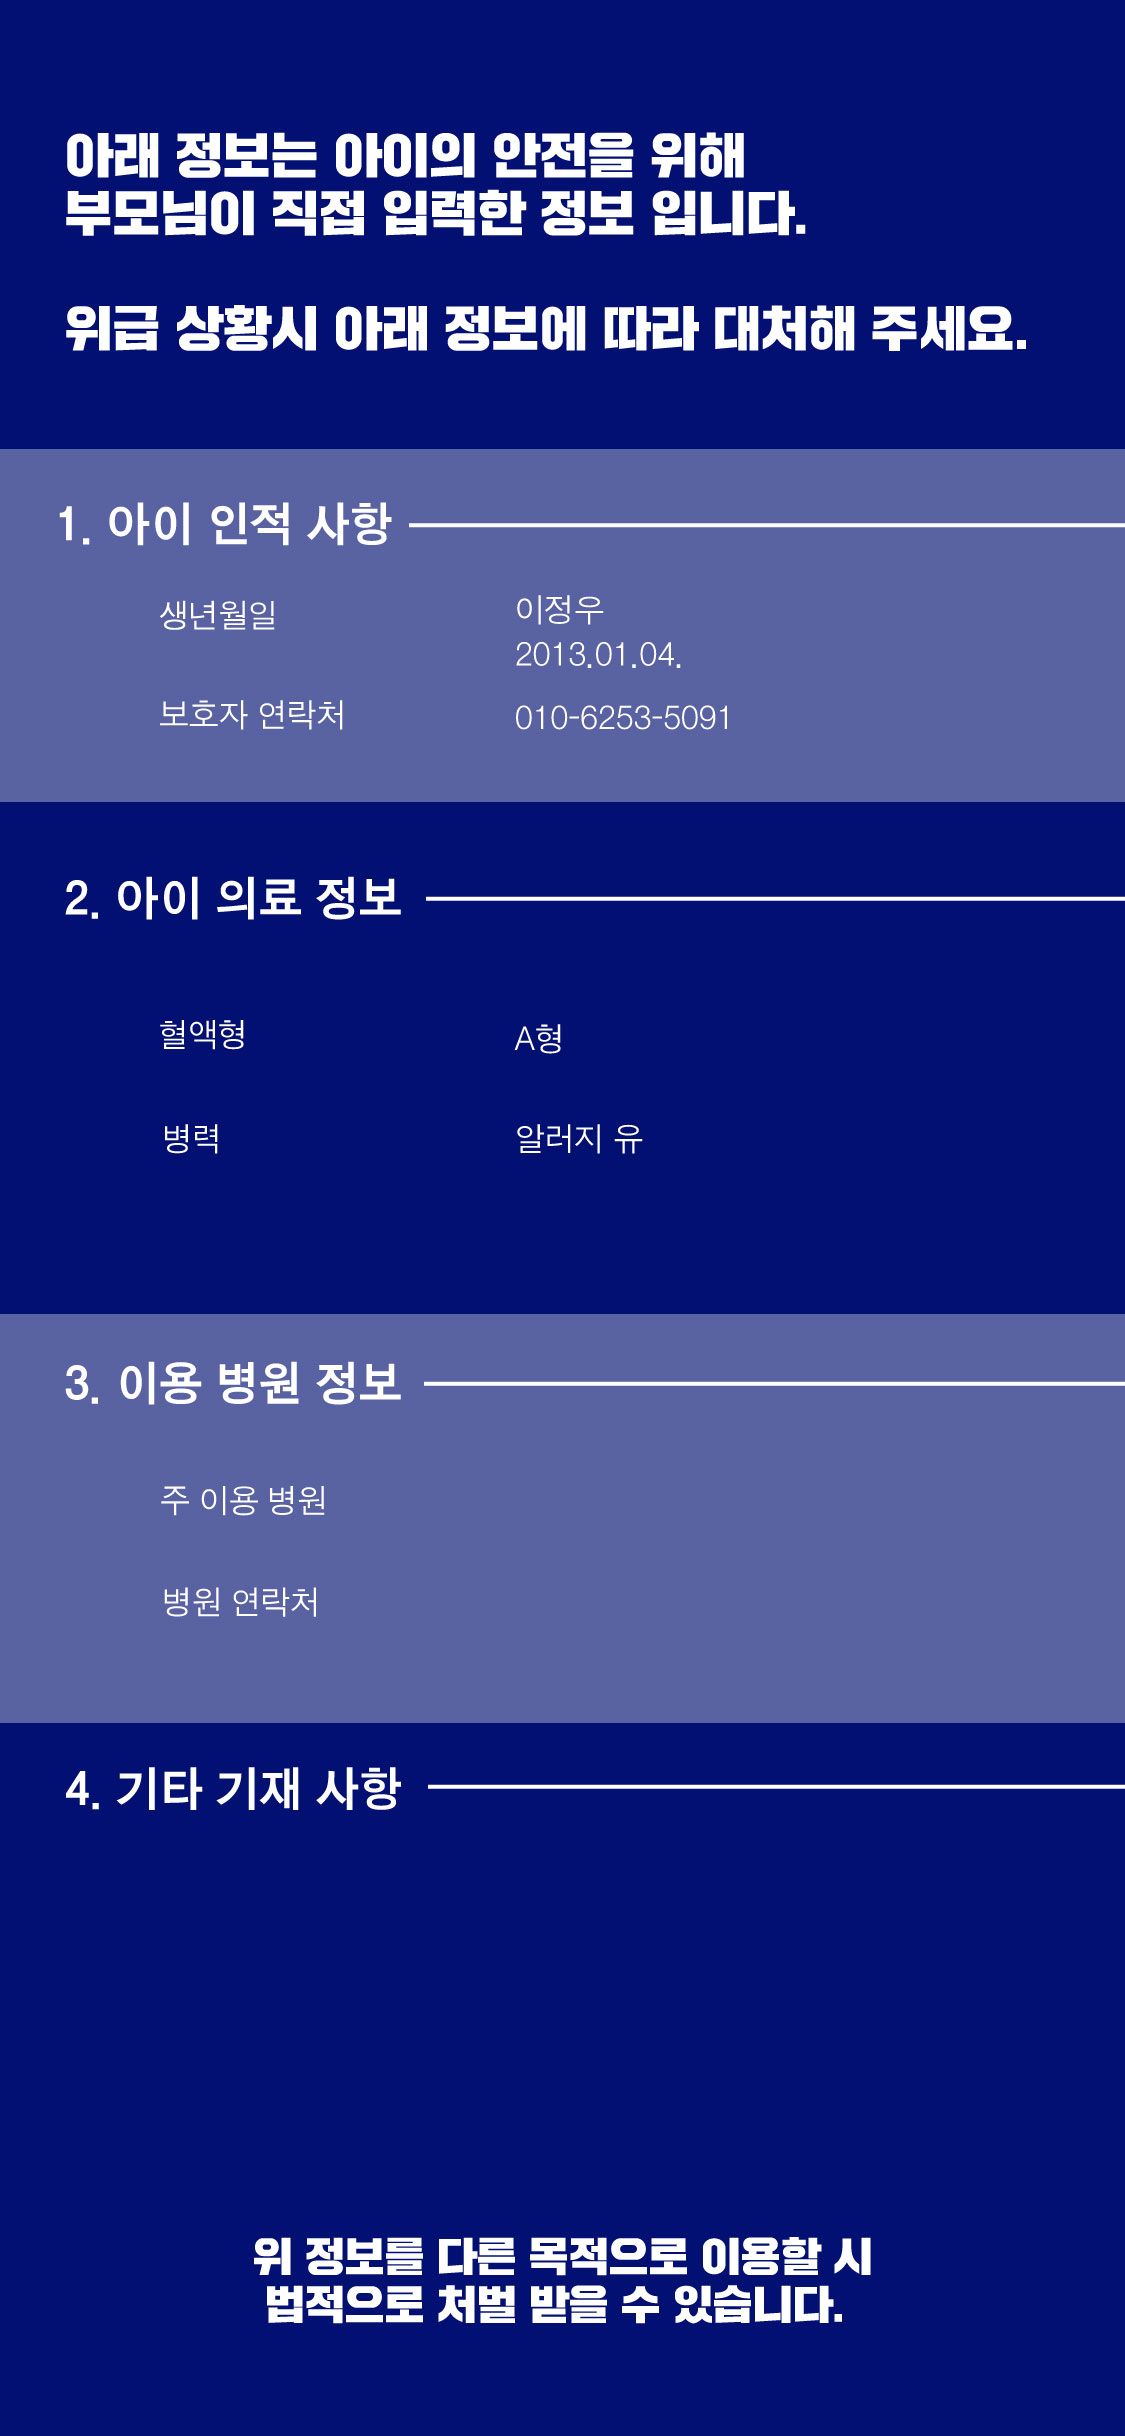 아래 정보는 아이의 안전을 위해
부모님이 직접 입력한 정보 입니다.
위급 상황시 아래 정보에 따라 대처해 주세요.
1. 아이 인적 사항
생년월일
이정우
2013.01.04.
보호자 연락처
010-6253-5091
2. 아이 의료 정보
혈액형
A형
병력
알러지 유
3. 이용 병원 정보
주 이용 병원
병원 연락처
4. 기타 기재 사항
위 정보를 다른 목적으로 이용할 시
법적으로 처벌 받을 수 있습니다.